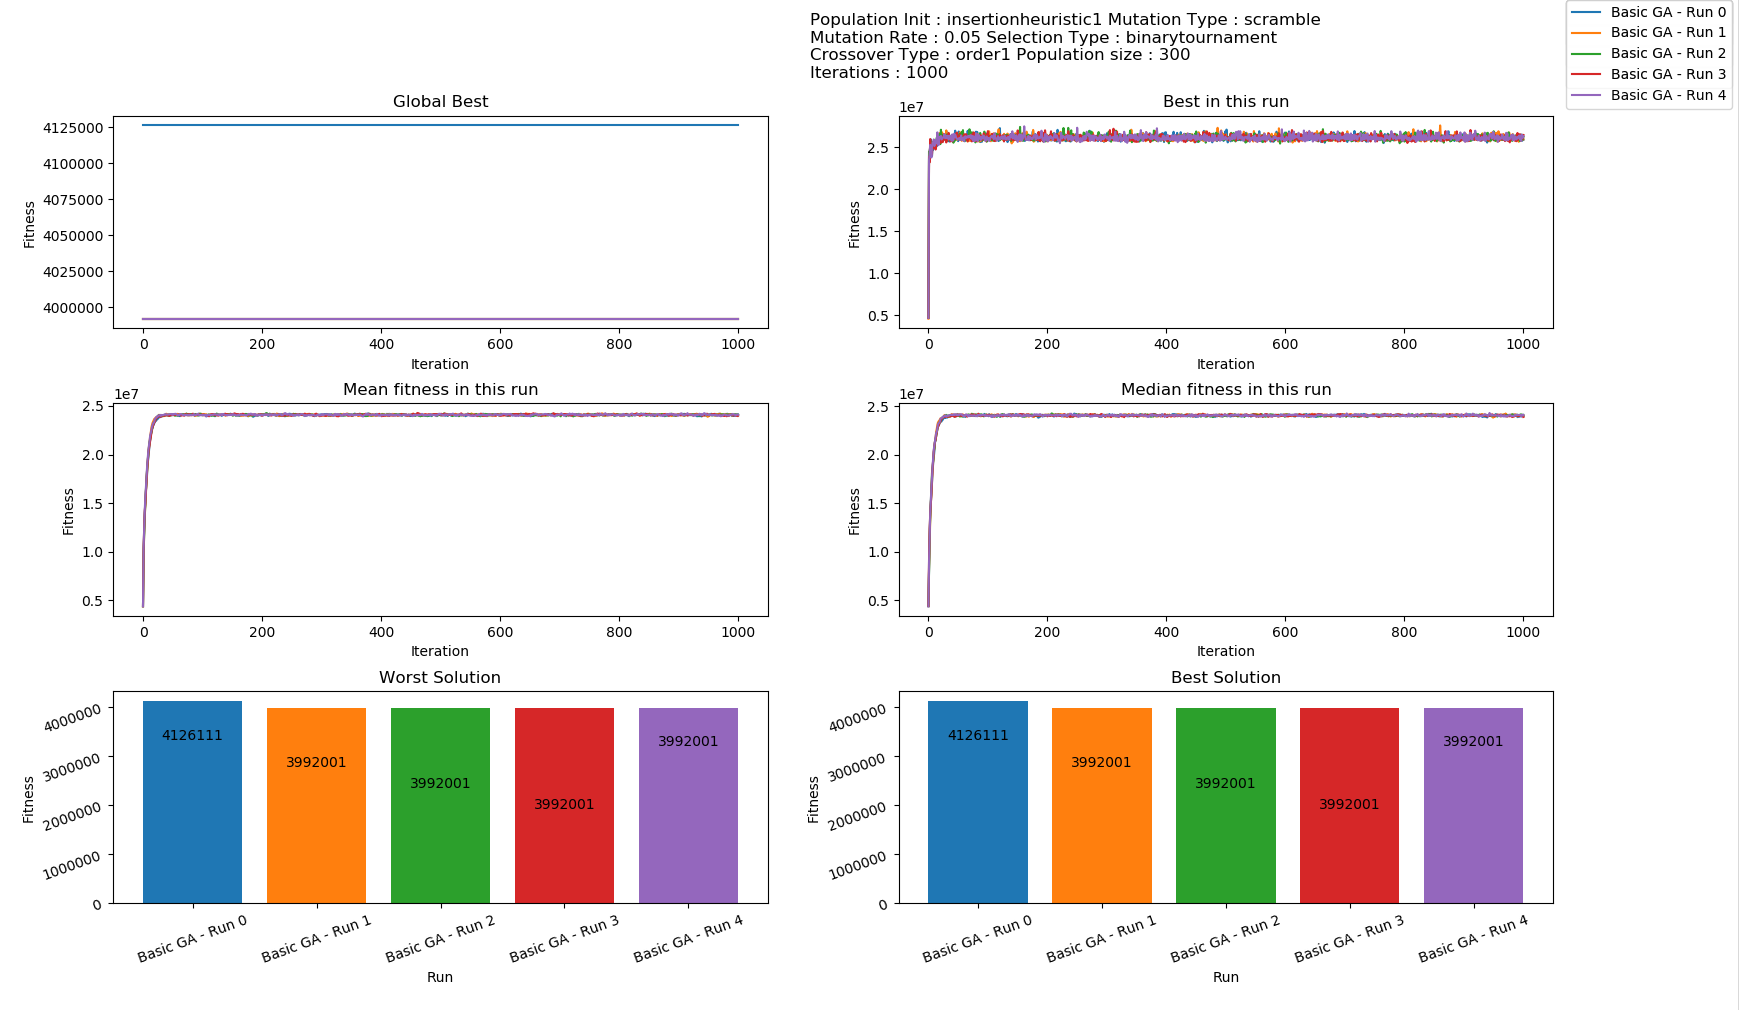 Population Init : insertionheuristic1 Mutation Type : scramble
Mutation Rate : 0.05 Selection Type : binarytournament
Crossover Type : order1 Population size : 300
Iterations : 1000
Basic GA - Run 0
Basic GA - Run 1
Basic GA - Run 2
Basic GA - Run 3
Basic GA - Run 4
Global Best
4125000
4100000
4075000
4050000
4025000
4000000
Fitness
0 200 400 600 800 1000
Iteration
Best in this run
1e7
2.5
2.0
1.5
1.0
0.5
Fitness
0 200 400 600 800 1000
Iteration
Mean fitness in this run
1e7
2.5
2.0
1.5
1.0
0.5
Fitness
0 200 400 600 800 1000
Iteration
Median fitness in this run
1e7
2.5
2.0
1.5
1.0
0.5
Fitness
0 200 400 600 800 1000
Iteration
Worst Solution
4000000
3000000
2000000
1000000
0
Fitness
4126111
3992001
3992001
3992001
3992001
Basic GA - Run 0
Basic GA - Run 1
Basic GA - Run 2
Basic GA - Run 3
Basic GA - Run 4
Run
Best Solution
4000000
3000000
2000000
1000000
0
Fitness
4126111
3992001
3992001
3992001
3992001
Basic GA - Run 0
Basic GA - Run 1
Basic GA - Run 2
Basic GA - Run 3
Basic GA - Run 4
Run